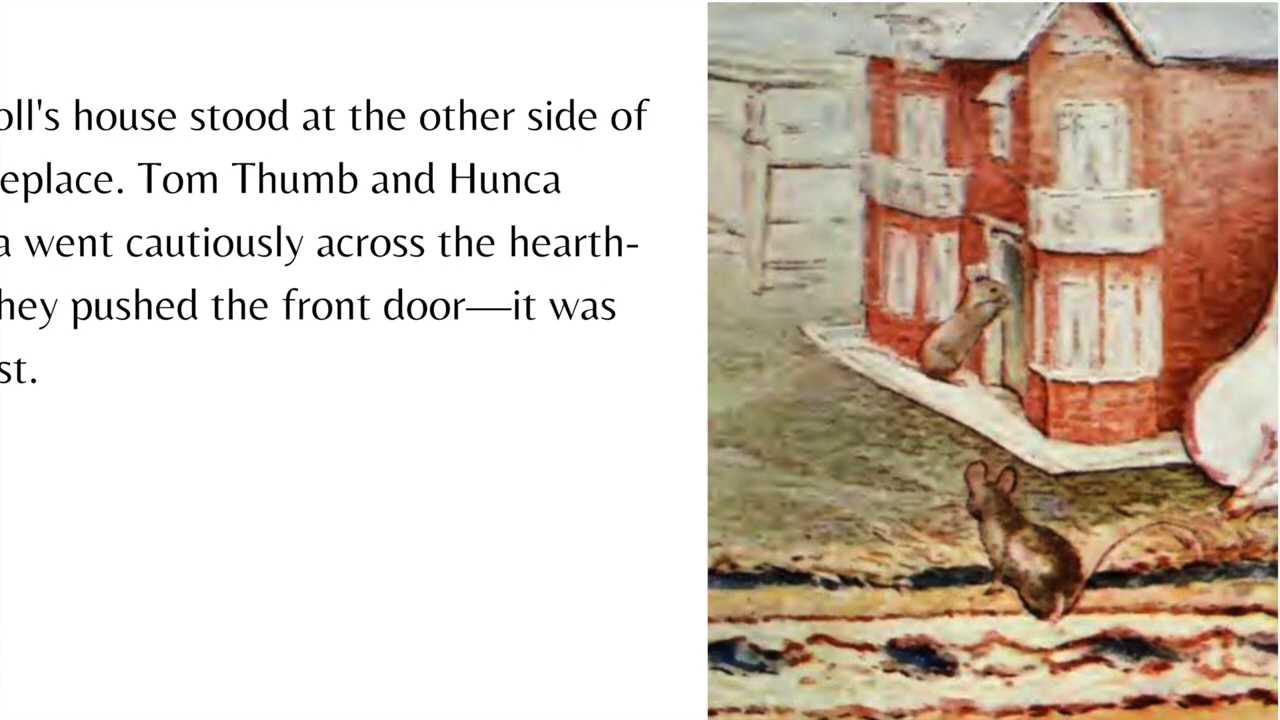 oll's house stood at the other side of
eplace. Tom Thumb and Hunca
a went cautiously across the hearth-
hey pushed the front door—it was
st.